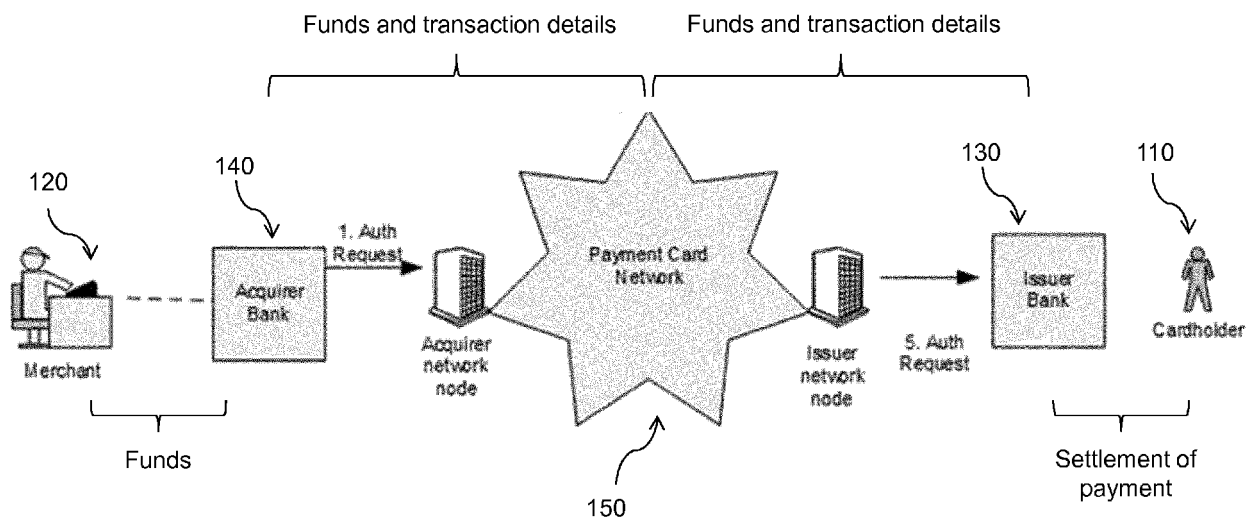 Funds and transaction details
Funds and transaction details
120
140
130
110
1. Auth
Request
Payment Card
Network
Acquirer
Bank
Issuer
Bank
Merchant
Acquirer
network
node
Issuer
network
node
5. Auth
Request
Cardholder
Funds
150
Settlement of
payment